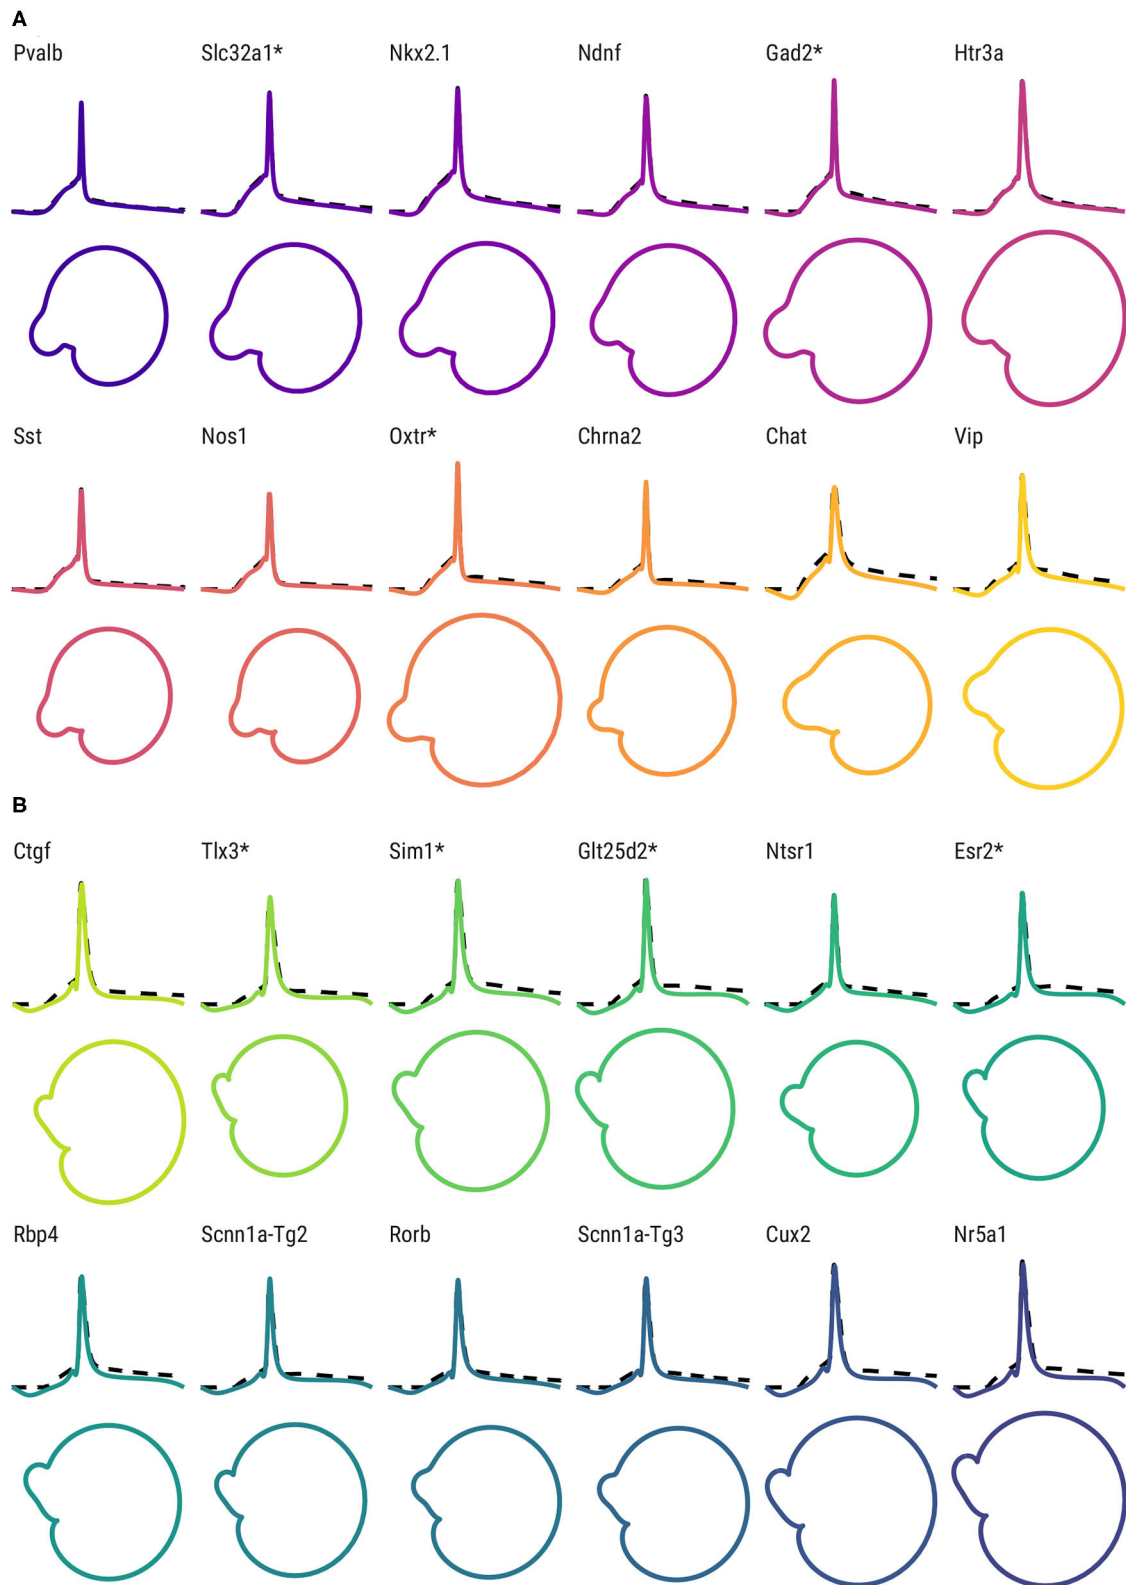 A
Pvalb Slc32a1* Nkx2.1 Ndnf Gad2* Htr3a
Sst Nos1 Oxtr* Chrna2 Chat Vip
B
Ctgf Tlx3* Sim1* Glt25d2* Ntsr1 Esr2*
Rbp4 Scnn1a-Tg2 Rorb Scnn1a-Tg3 Cux2 Nr5a1